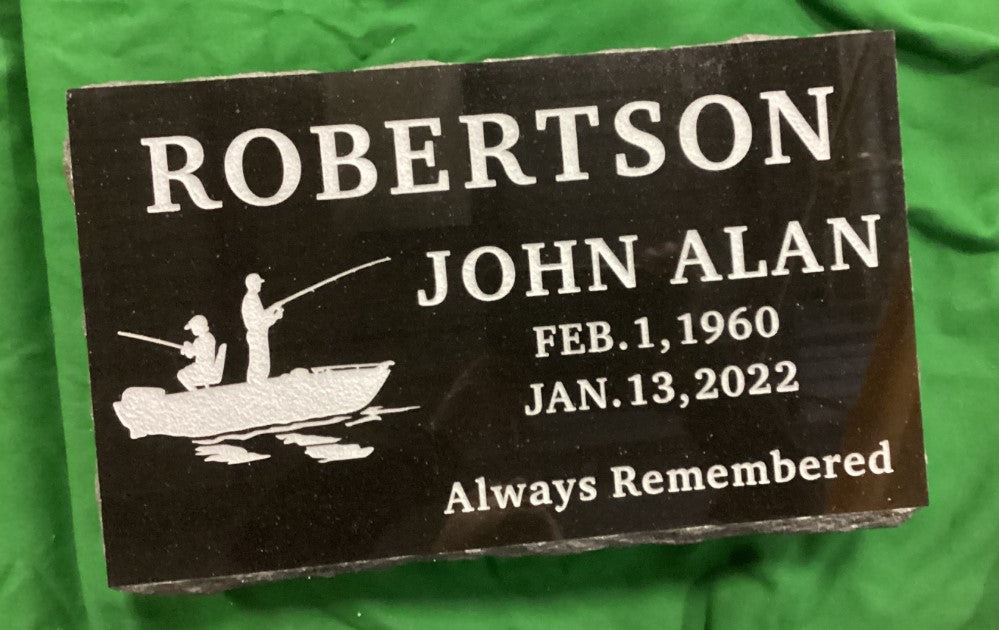 ROBERTSON
JOHN ALAN
FEB.1,1960
JAN.13,2022
Always Remembered